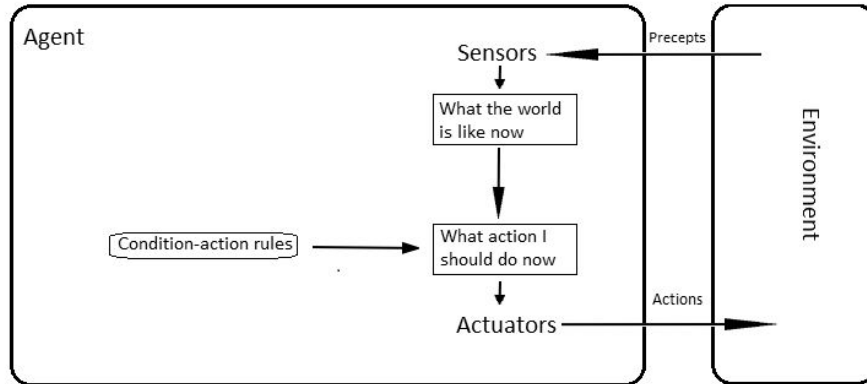 Agent
Sensors
Precepts
What the world
is like now
Environment
Condition-action rules
What action I
should do now
Actuators
Actions